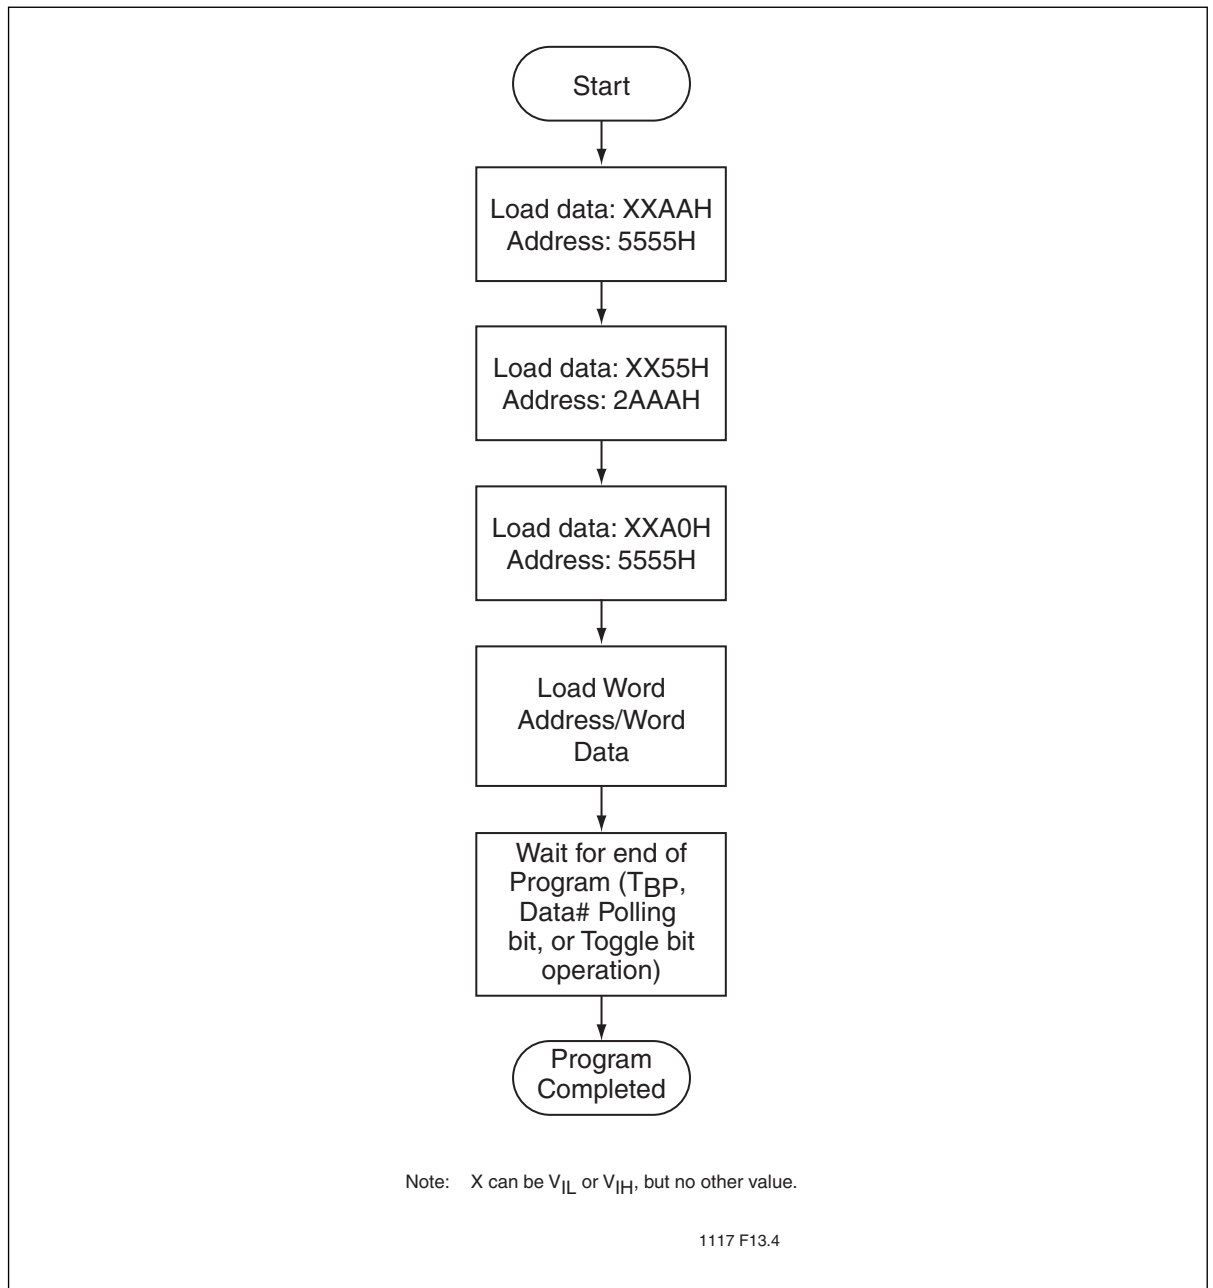 Start
Load data: XXAAH
Address: 5555H
Load data: XX55H
Address: 2AAAH
Load data: XXA0H
Address: 5555H
Load Word
Address/Word
Data
Wait for end of
Program (TBP,
Data# Polling
bit, or Toggle bit
operation)
Program
Completed
Note: X can be VIL or VIH, but no other value.
1117 F13.4